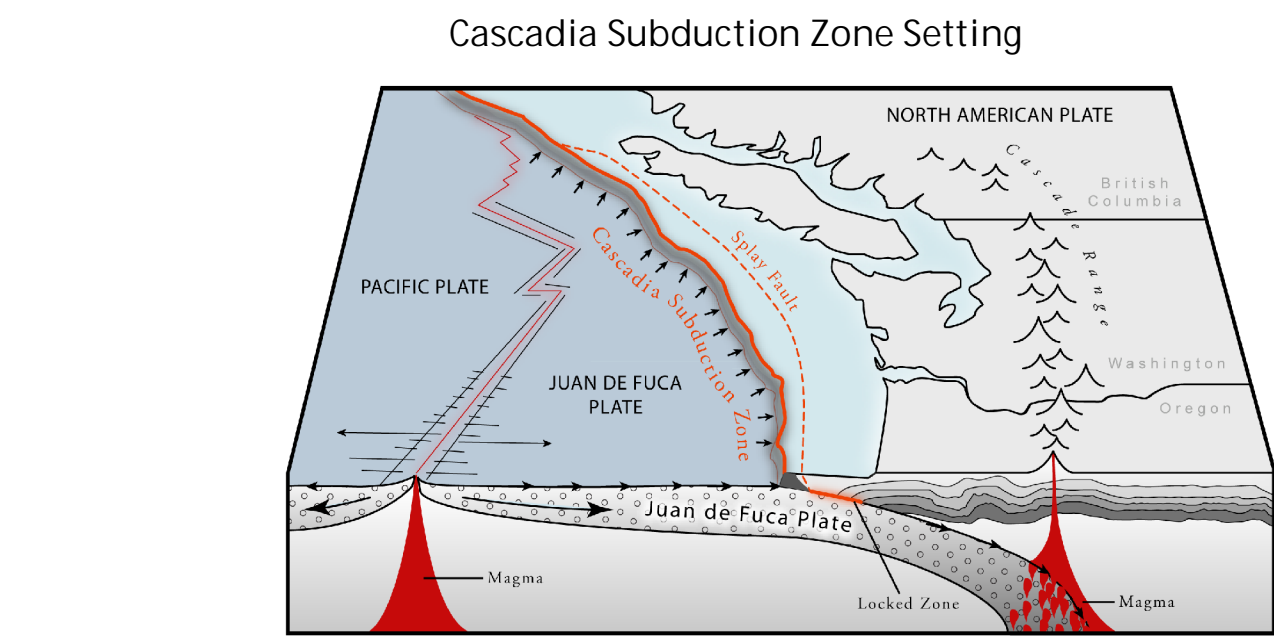 Cascadia Subduction Zone Setting
NORTH AMERICAN PLATE
Cascade Range
British
Columbia
Splay Fault
Cascadia Subduction Zone
PACIFIC PLATE
JUAN DE FUCA
PLATE
Washington
Oregon
Juan de Fuca Plate
Magma
Locked Zone
Magma